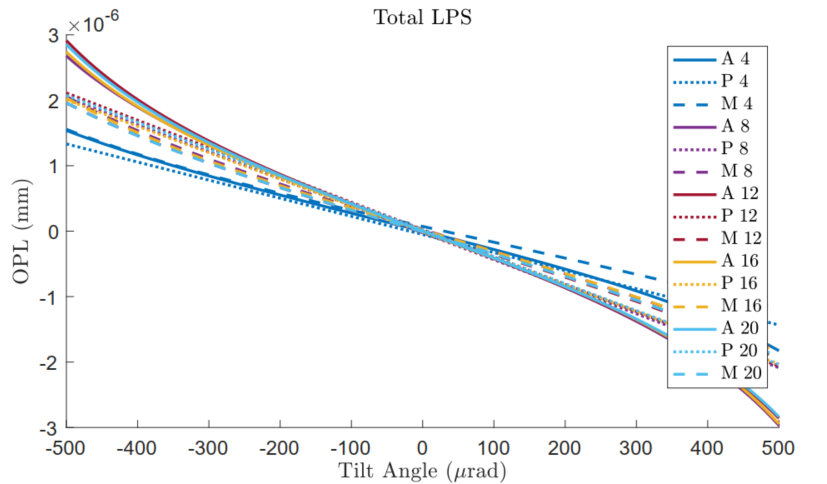 Total LPS
×10⁻⁶
3
2
1
0
-1
-2
-3
OPL (mm)
-500 -400 -300 -200 -100 0 100 200 300 400 500
Tilt Angle (μrad)
A 4
P 4
M 4
A 8
P 8
M 8
A 12
P 12
M 12
A 16
P 16
M 16
A 20
P 20
M 20